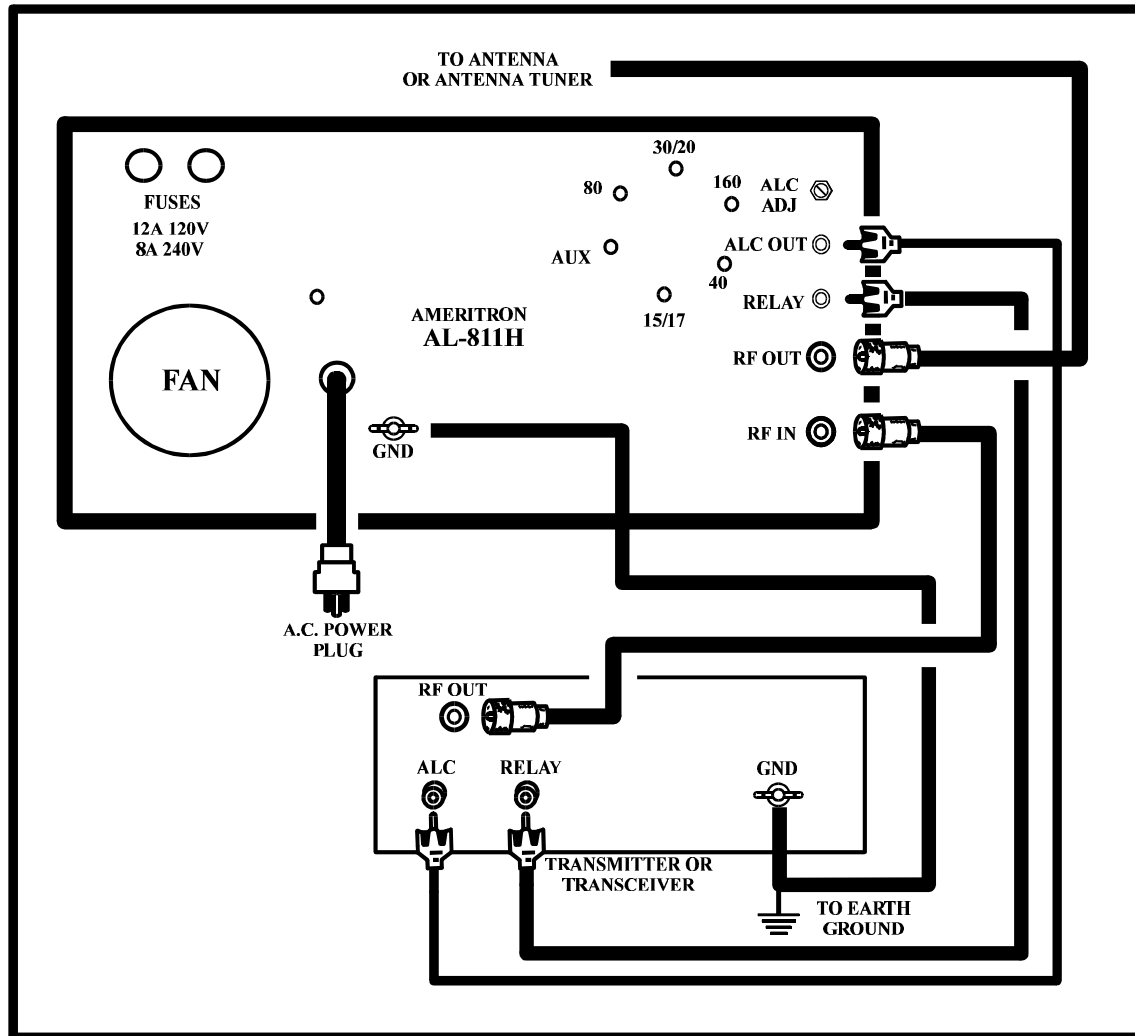 TO ANTENNA
OR ANTENNA TUNER
30/20
80
160
ALC
ADJ
FUSES
12A 120V
8A 240V
ALC OUT
AUX
40
RELAY
15/17
AMERITRON
AL-811H
RF OUT
FAN
RF IN
GND
A.C. POWER
PLUG
RF OUT
ALC
RELAY
GND
TRANSMITTER OR
TRANSCEIVER
TO EARTH
GROUND